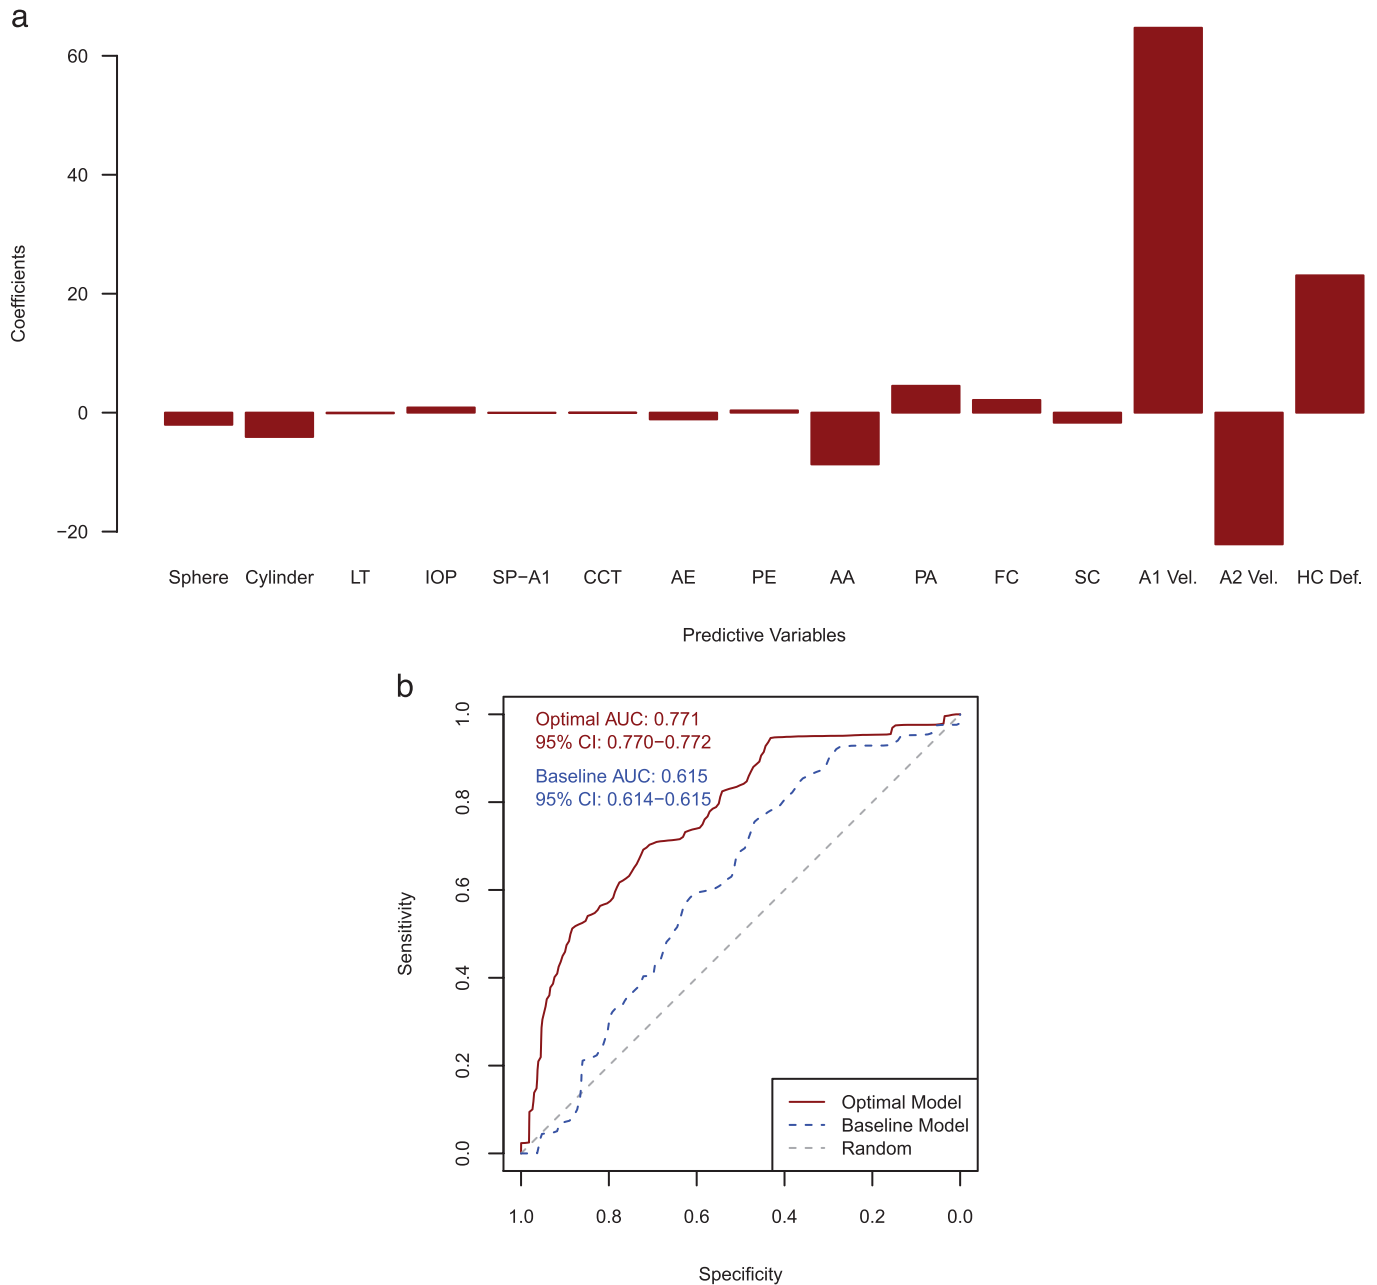 a
60
40
20
0
−20
Coefficients
Sphere Cylinder LT IOP SP−A1 CCT AE PE AA PA FC SC A1 Vel. A2 Vel. HC Def.
Predictive Variables
b
Optimal AUC: 0.771
95% CI: 0.770−0.772
Baseline AUC: 0.615
95% CI: 0.614−0.615
1.0
0.8
0.6
0.4
0.2
0.0
Sensitivity
Optimal Model
Baseline Model
Random
1.0 0.8 0.6 0.4 0.2 0.0
Specificity